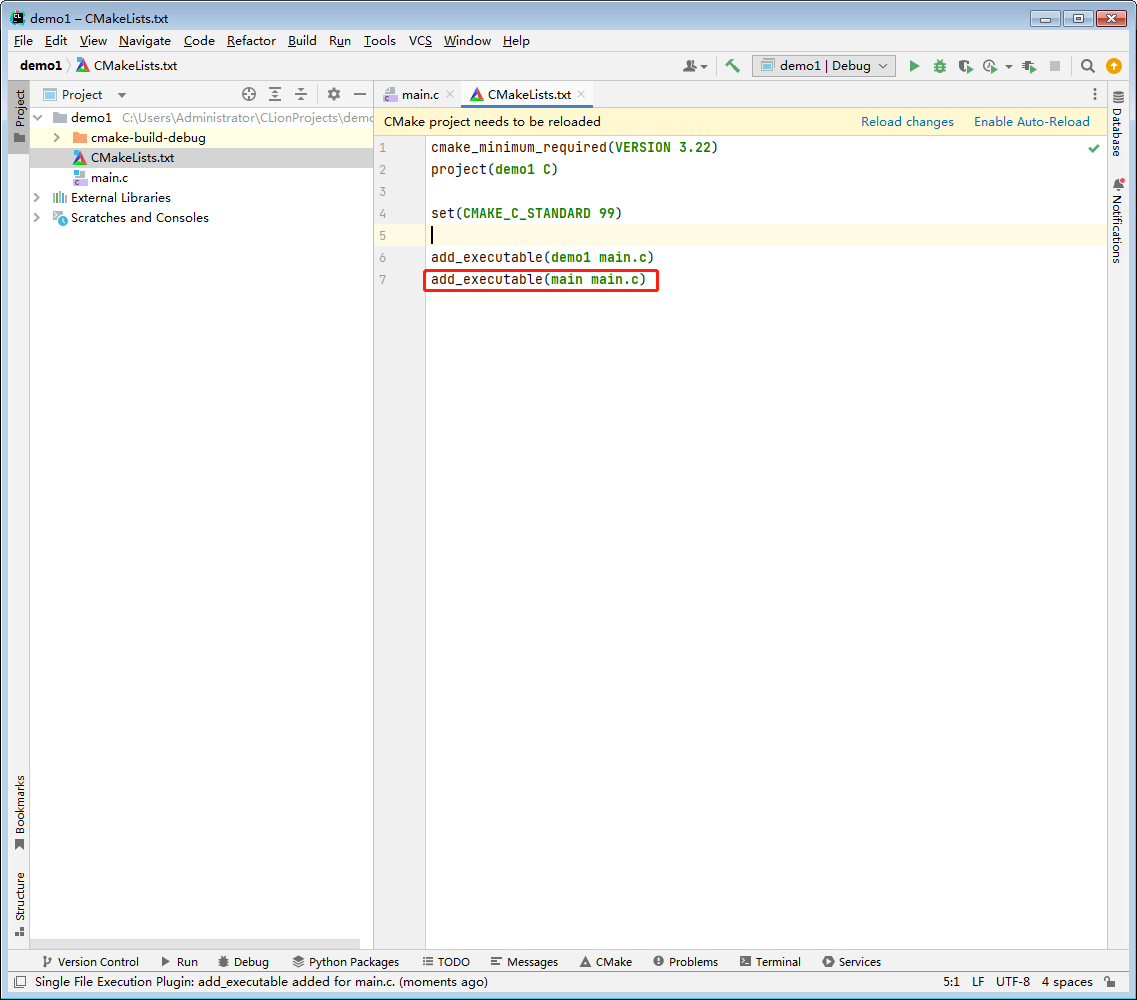 demo1 – CMakeLists.txt
File Edit View Navigate Code Refactor Build Run Tools VCS Window Help
demo1 CMakeLists.txt demo1 | Debug
Project
Project
main.c
CMakeLists.txt
demo1 C:\Users\Administrator\CLionProjects\demo
cmake-build-debug
CMakeLists.txt
main.c
External Libraries
Scratches and Consoles
CMake project needs to be reloaded Reload changes Enable Auto-Reload
1 cmake_minimum_required(VERSION 3.22)
2 project(demo1 C)
3
4 set(CMAKE_C_STANDARD 99)
5
6 add_executable(demo1 main.c)
7 add_executable(main main.c)
Database
Notifications
Bookmarks
Structure
Version Control Run Debug Python Packages TODO Messages CMake Problems Terminal Services
Single File Execution Plugin: add_executable added for main.c. (moments ago) 5:1 LF UTF-8 4 spaces